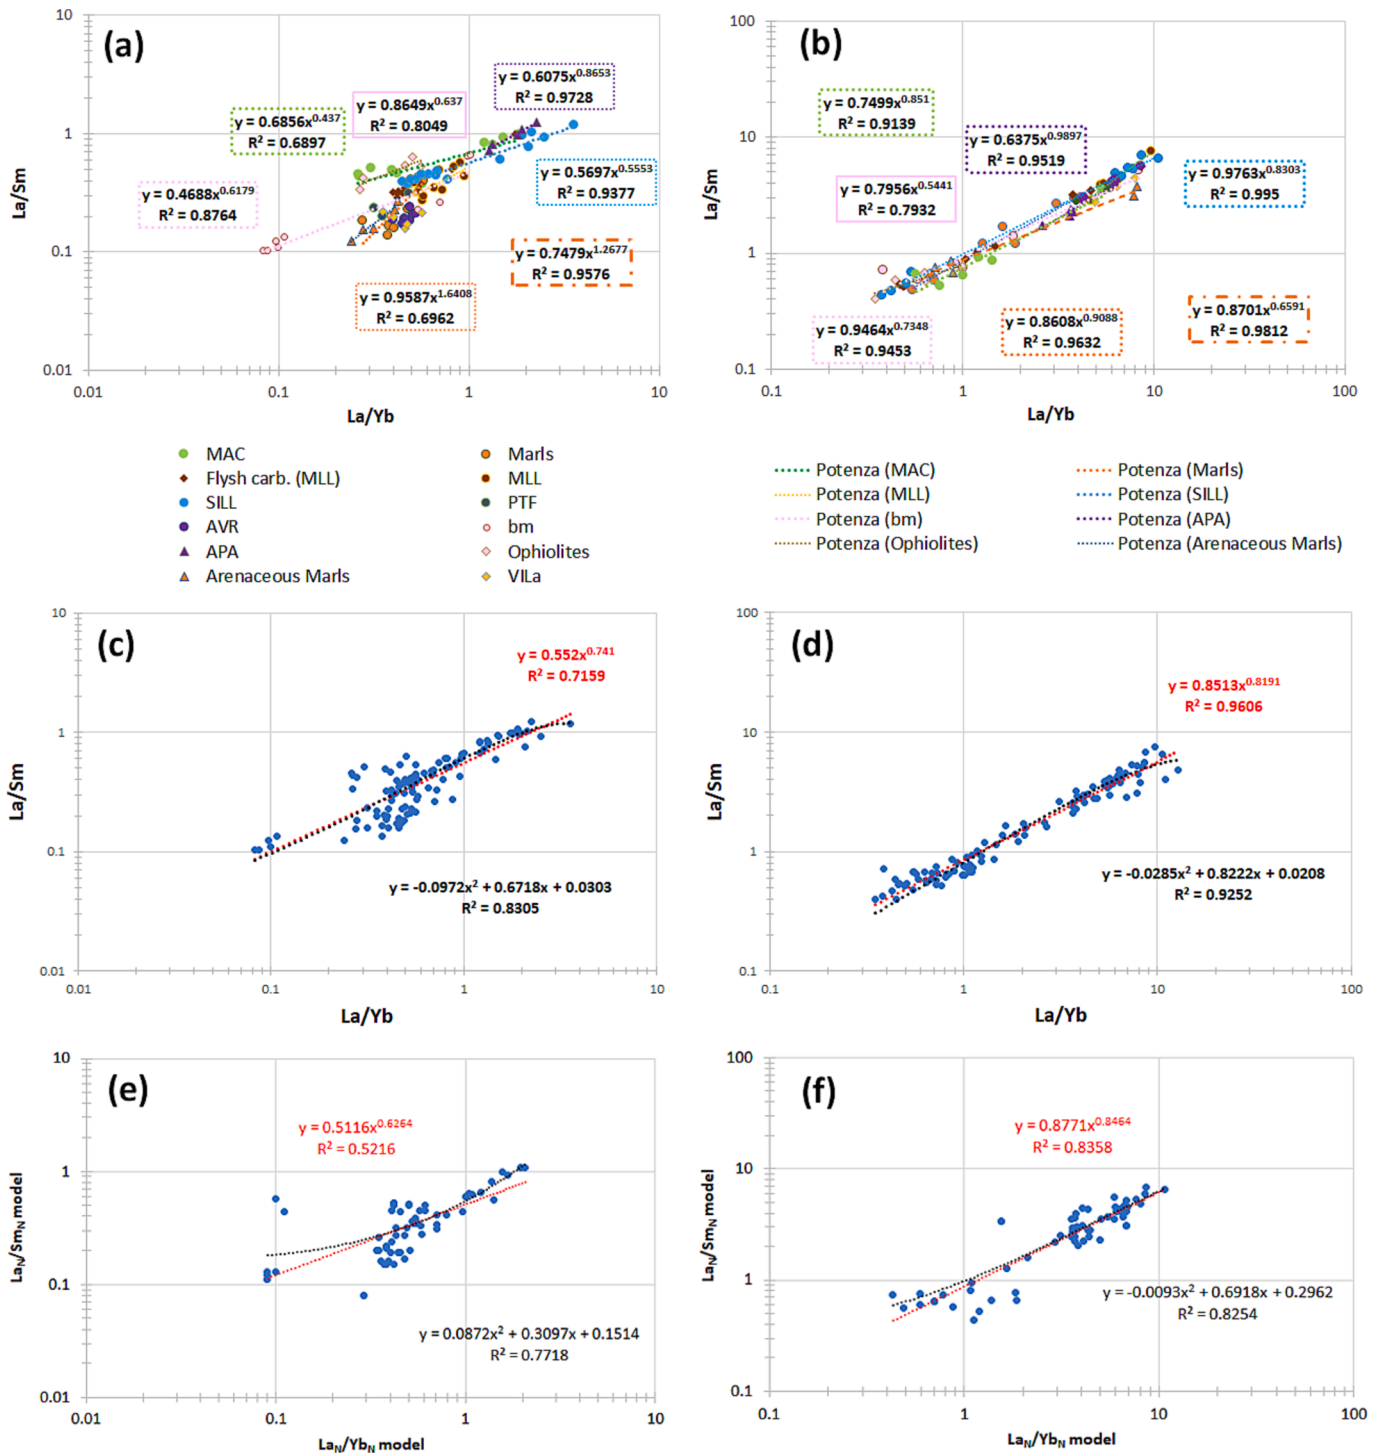 (a)
10
1
0.1
0.01
La/Sm
y = 0.6075x^0.8653
R² = 0.9728
y = 0.8649x^0.637
R² = 0.8049
y = 0.6856x^0.437
R² = 0.6897
y = 0.5697x^0.5553
R² = 0.9377
y = 0.4688x^0.6179
R² = 0.8764
y = 0.7479x^1.2677
R² = 0.9576
y = 0.9587x^1.6408
R² = 0.6962
0.01 0.1 1 10
La/Yb
(b)
100
10
1
0.1
La/Sm
y = 0.7499x^0.851
R² = 0.9139
y = 0.6375x^0.9897
R² = 0.9519
y = 0.9763x^0.8303
R² = 0.995
y = 0.7956x^0.5441
R² = 0.7932
y = 0.9464x^0.7348
R² = 0.9453
y = 0.8608x^0.9088
R² = 0.9632
y = 0.8701x^0.6591
R² = 0.9812
0.1 1 10 100
La/Yb
MAC Marls
Flysh carb. (MLL) MLL
SILL PTF
AVR bm
APA Ophiolites
Arenaceous Marls VILa
Potenza (MAC) Potenza (Marls)
Potenza (MLL) Potenza (SILL)
Potenza (bm) Potenza (APA)
Potenza (Ophiolites) Potenza (Arenaceous Marls)
(c)
10
1
0.1
0.01
La/Sm
y = 0.552x^0.741
R² = 0.7159
y = -0.0972x² + 0.6718x + 0.0303
R² = 0.8305
0.01 0.1 1 10
La/Yb
(d)
100
10
1
0.1
La/Sm
y = 0.8513x^0.8191
R² = 0.9606
y = -0.0285x² + 0.8222x + 0.0208
R² = 0.9252
0.1 1 10 100
La/Yb
(e)
10
1
0.1
0.01
LaN/SmN model
y = 0.5116x^0.6264
R² = 0.5216
y = 0.0872x² + 0.3097x + 0.1514
R² = 0.7718
0.01 0.1 1 10
LaN/YbN model
(f)
100
10
1
0.1
LaN/SmN model
y = 0.8771x^0.8464
R² = 0.8358
y = -0.0093x² + 0.6918x + 0.2962
R² = 0.8254
0.1 1 10 100
LaN/YbN model